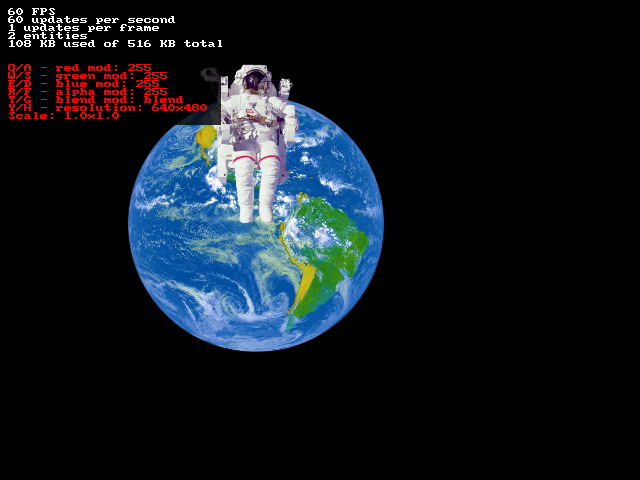 60 FPS
60 updates per second
1 updates per frame
2 entities
108 KB used of 516 KB total
Q/A - red mod: 255
W/S - green mod: 255
E/D - blue mod: 255
R/F - alpha mod: 255
T/G - blend mod: blend
Y/H - resolution: 640x480
Scale: 1.0x1.0